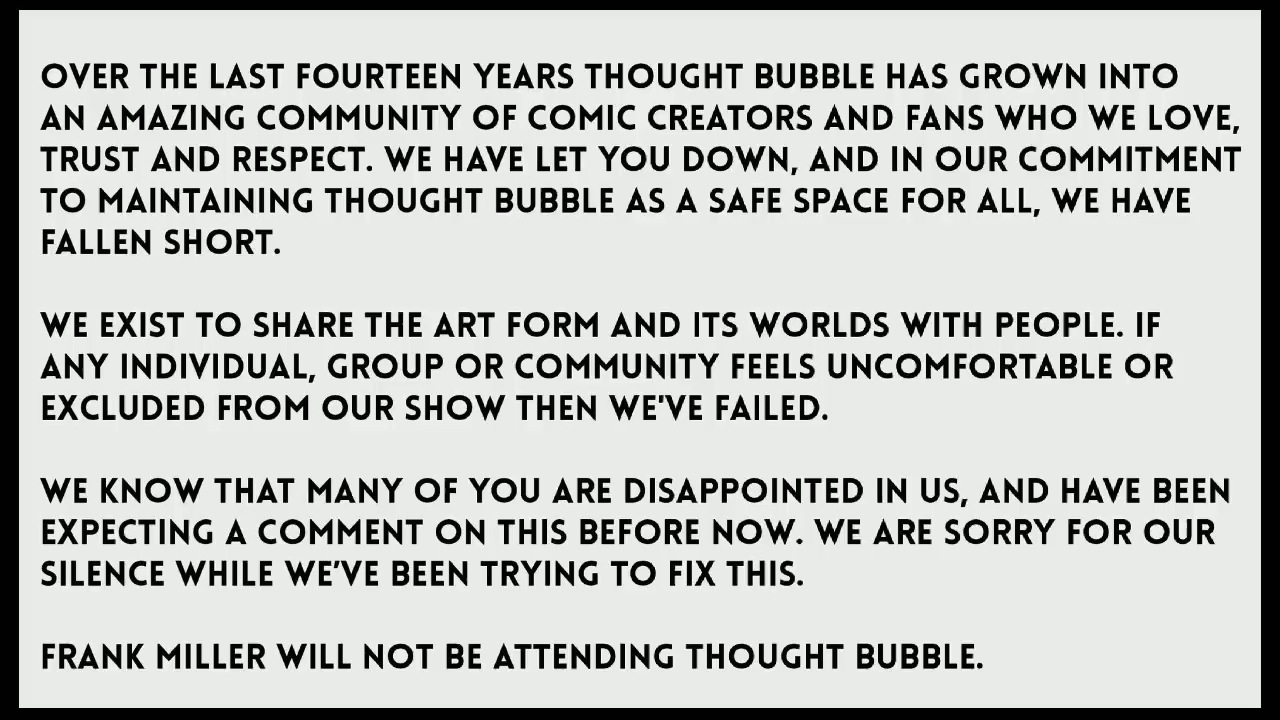 OVER THE LAST FOURTEEN YEARS THOUGHT BUBBLE HAS GROWN INTO
AN AMAZING COMMUNITY OF COMIC CREATORS AND FANS WHO WE LOVE,
TRUST AND RESPECT. WE HAVE LET YOU DOWN, AND IN OUR COMMITMENT
TO MAINTAINING THOUGHT BUBBLE AS A SAFE SPACE FOR ALL, WE HAVE
FALLEN SHORT.
WE EXIST TO SHARE THE ART FORM AND ITS WORLDS WITH PEOPLE. IF
ANY INDIVIDUAL, GROUP OR COMMUNITY FEELS UNCOMFORTABLE OR
EXCLUDED FROM OUR SHOW THEN WE'VE FAILED.
WE KNOW THAT MANY OF YOU ARE DISAPPOINTED IN US, AND HAVE BEEN
EXPECTING A COMMENT ON THIS BEFORE NOW. WE ARE SORRY FOR OUR
SILENCE WHILE WE’VE BEEN TRYING TO FIX THIS.
FRANK MILLER WILL NOT BE ATTENDING THOUGHT BUBBLE.